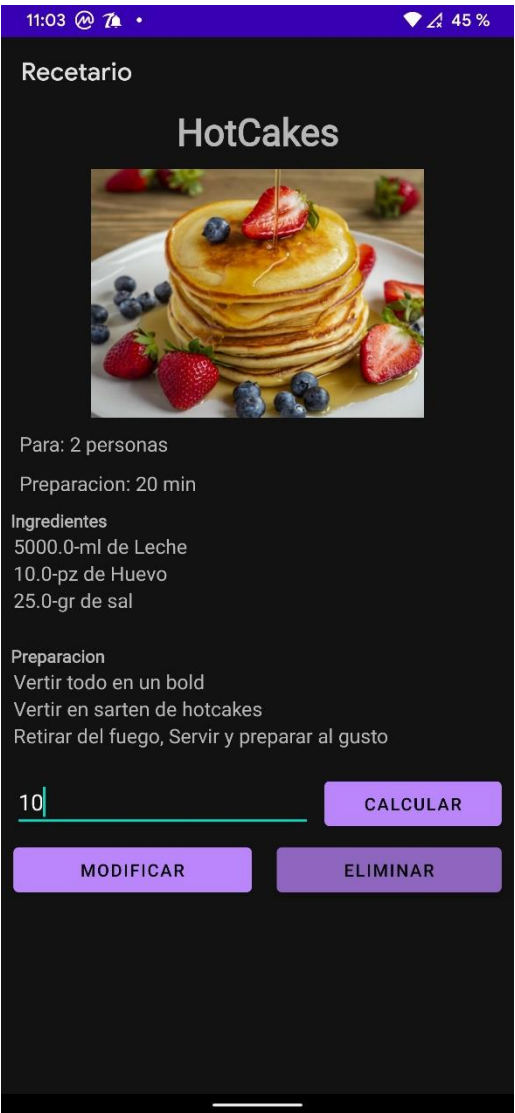 11:03 45 %
Recetario
HotCakes
Para: 2 personas
Preparacion: 20 min
Ingredientes
5000.0-ml de Leche
10.0-pz de Huevo
25.0-gr de sal
Preparacion
Vertir todo en un bold
Vertir en sarten de hotcakes
Retirar del fuego, Servir y preparar al gusto
10 CALCULAR
MODIFICAR ELIMINAR